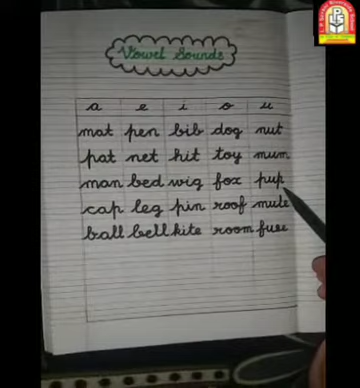 Vowel Sounds
a e i o u
mat pen bib dog nut
pat net hit toy mum
man bed wig fox pup
cap leg pin roof mule
ball bell kite room fuse